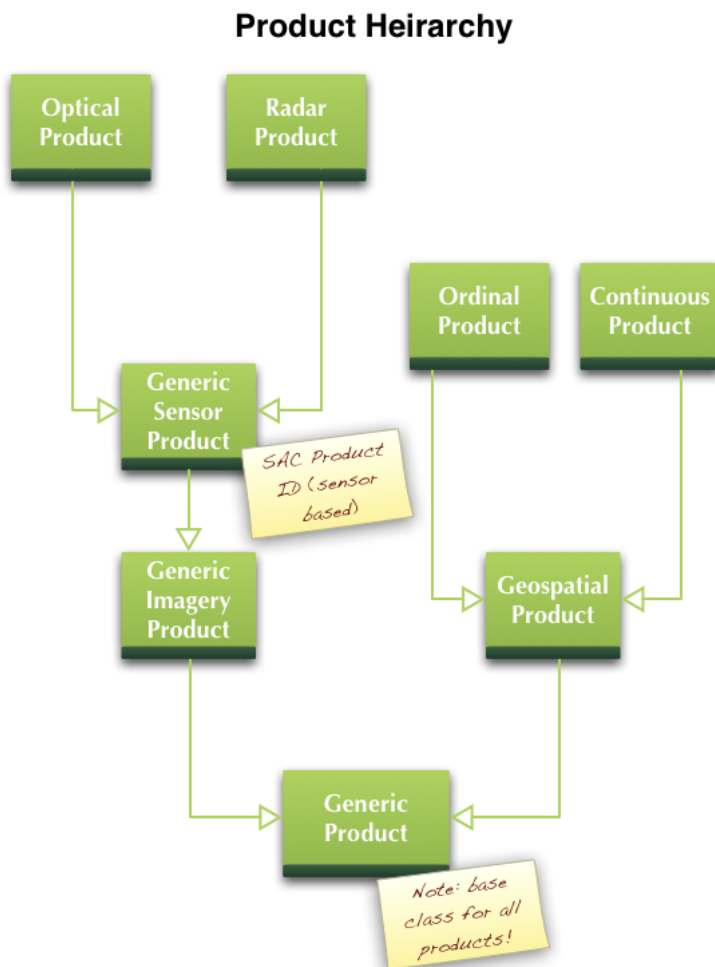 Product Heirarchy
Optical
Product
Radar
Product
Ordinal
Product
Continuous
Product
Generic
Sensor
Product
SAC Product
ID (sensor
based)
Generic
Imagery
Product
Geospatial
Product
Generic
Product
Note: base
class for all
products!